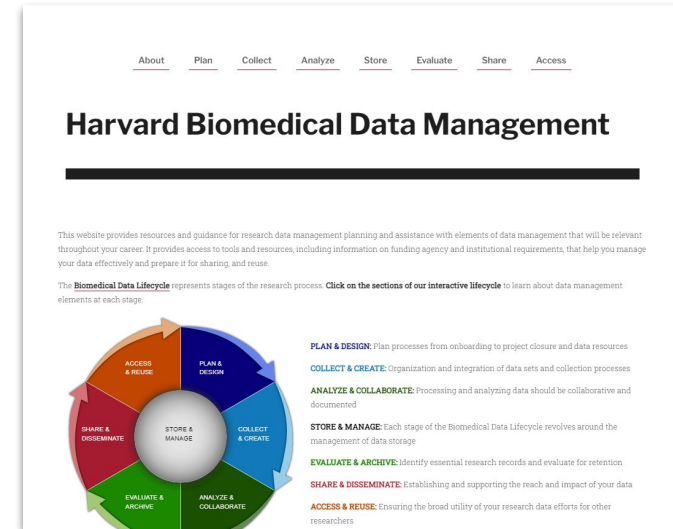 About Plan Collect Analyze Store Evaluate Share Access
Harvard Biomedical Data Management
This website provides resources and guidance for research data management planning and assistance with elements of data management that will be relevant
throughout your career. It provides access to tools and resources, including information on funding agency and institutional requirements, that help you manage
your data effectively and prepare it for sharing, and reuse.
The Biomedical Data Lifecycle represents stages of the research process. Click on the sections of our interactive lifecycle to learn about data management
elements at each stage.
ACCESS
& REUSE
PLAN &
DESIGN
SHARE &
DISSEMINATE
STORE &
MANAGE
COLLECT
& CREATE
EVALUATE &
ARCHIVE
ANALYZE &
COLLABORATE
PLAN & DESIGN: Plan processes from onboarding to project closure and data resources
COLLECT & CREATE: Organization and integration of data sets and collection processes
ANALYZE & COLLABORATE: Processing and analyzing data should be collaborative and
documented
STORE & MANAGE: Each stage of the Biomedical Data Lifecycle revolves around the
management of data storage
EVALUATE & ARCHIVE: Identify essential research records and evaluate for retention
SHARE & DISSEMINATE: Establishing and supporting the reach and impact of your data
ACCESS & REUSE: Ensuring the broad utility of your research data efforts for other
researchers